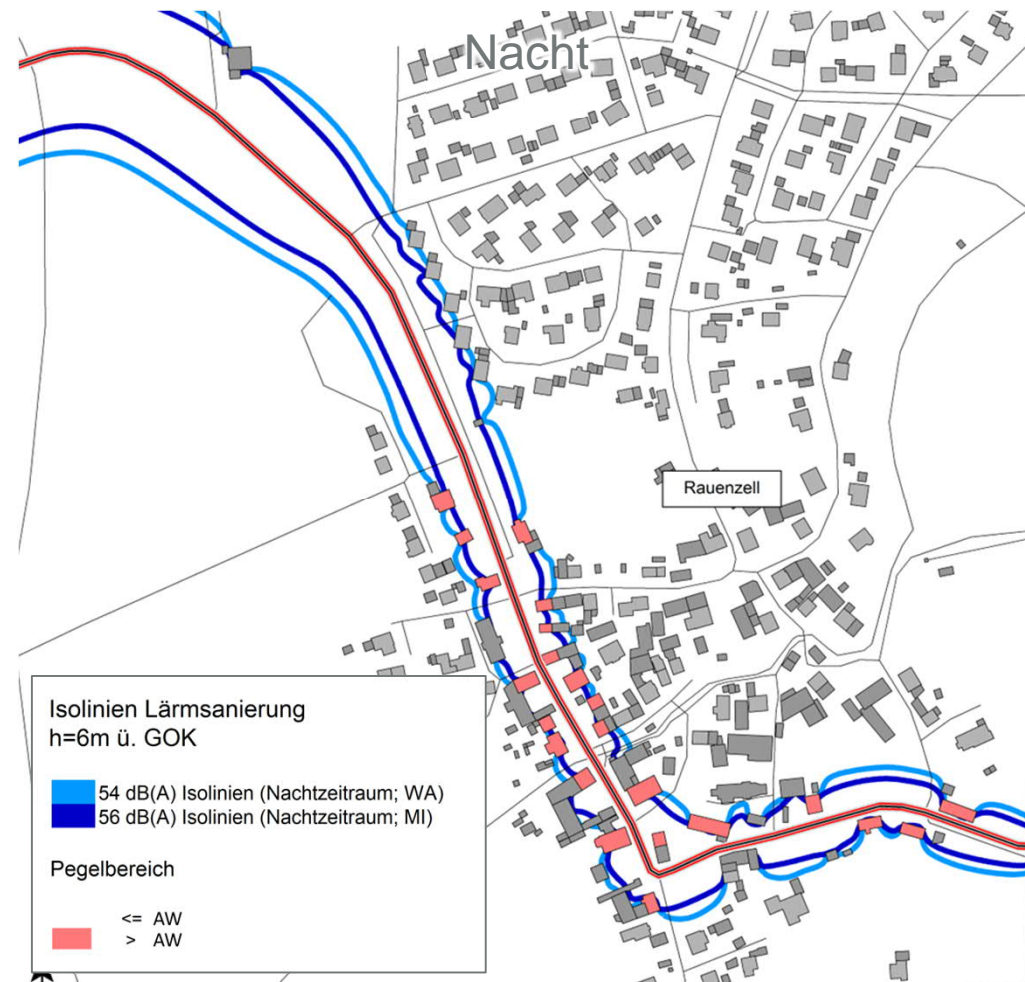 Nacht
Rauenzell
Isolinien Lärmsanierung
h=6m ü. GOK
54 dB(A) Isolinien (Nachtzeitraum; WA)
56 dB(A) Isolinien (Nachtzeitraum; MI)
Pegelbereich
<= AW
> AW